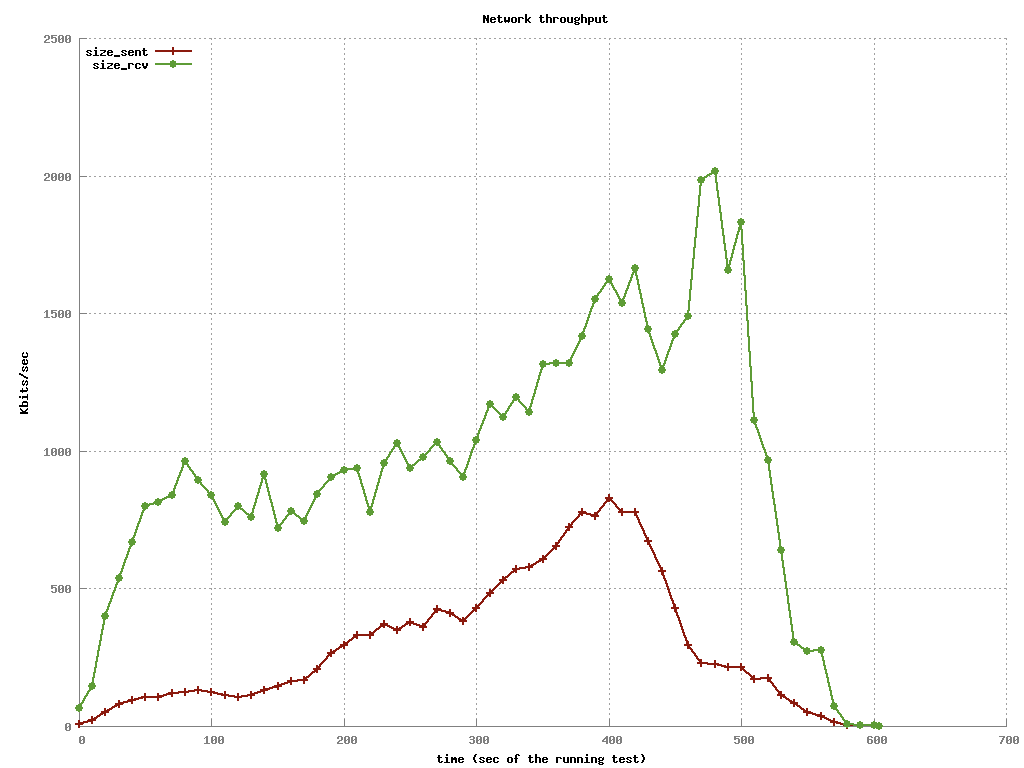 Network throughput
2500
size_sent
size_rcv
2000
1500
Kbits/sec
1000
500
0
0 100 200 300 400 500 600 700
time (sec of the running test)